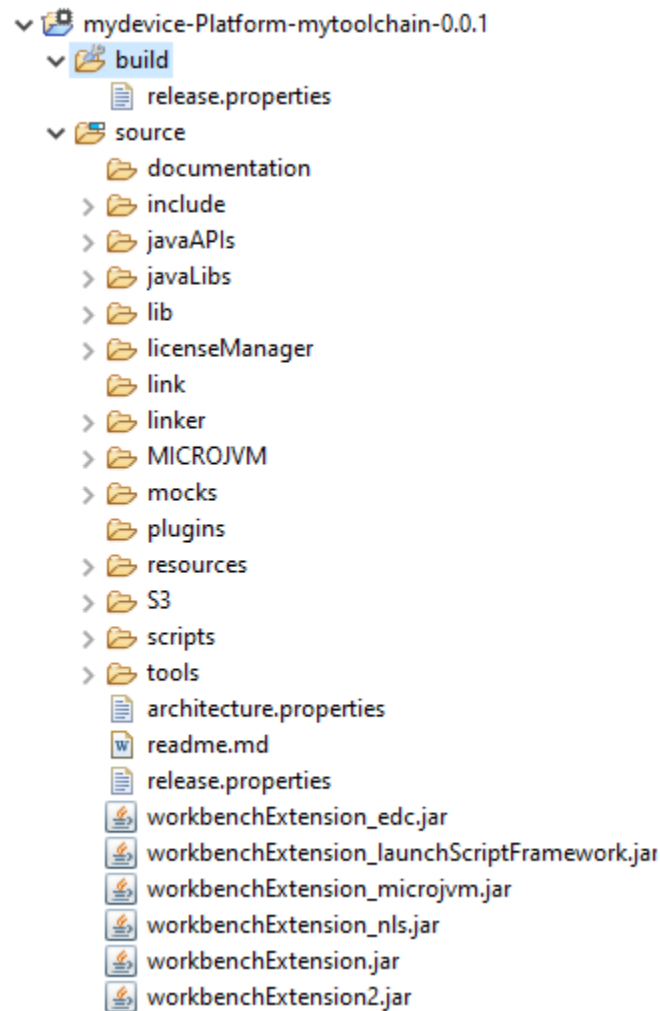 mydevice-Platform-mytoolchain-0.0.1
build
release.properties
source
documentation
include
javaAPIs
javaLibs
lib
licenseManager
link
linker
MICROJVM
mocks
plugins
resources
S3
scripts
tools
architecture.properties
readme.md
release.properties
workbenchExtension_edc.jar
workbenchExtension_launchScriptFramework.jar
workbenchExtension_microjvm.jar
workbenchExtension_nls.jar
workbenchExtension.jar
workbenchExtension2.jar